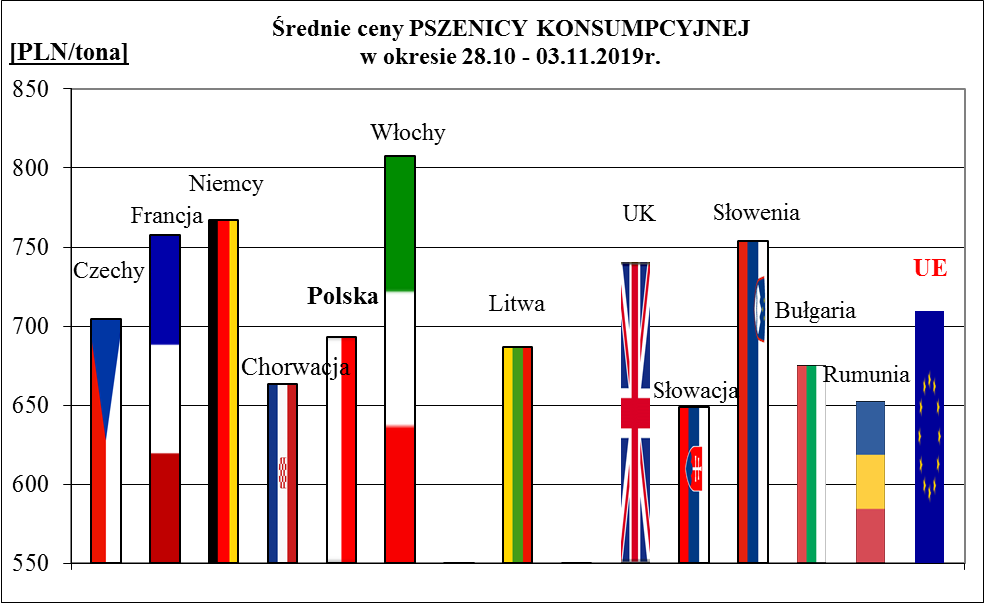 Średnie ceny PSZENICY KONSUMPCYJNEJ
w okresie 28.10 - 03.11.2019r.
[PLN/tona]
850
800
750
700
650
600
550
Czechy
Francja
Niemcy
Chorwacja
Polska
Włochy
Litwa
UK
Słowacja
Słowenia
Bułgaria
Rumunia
UE